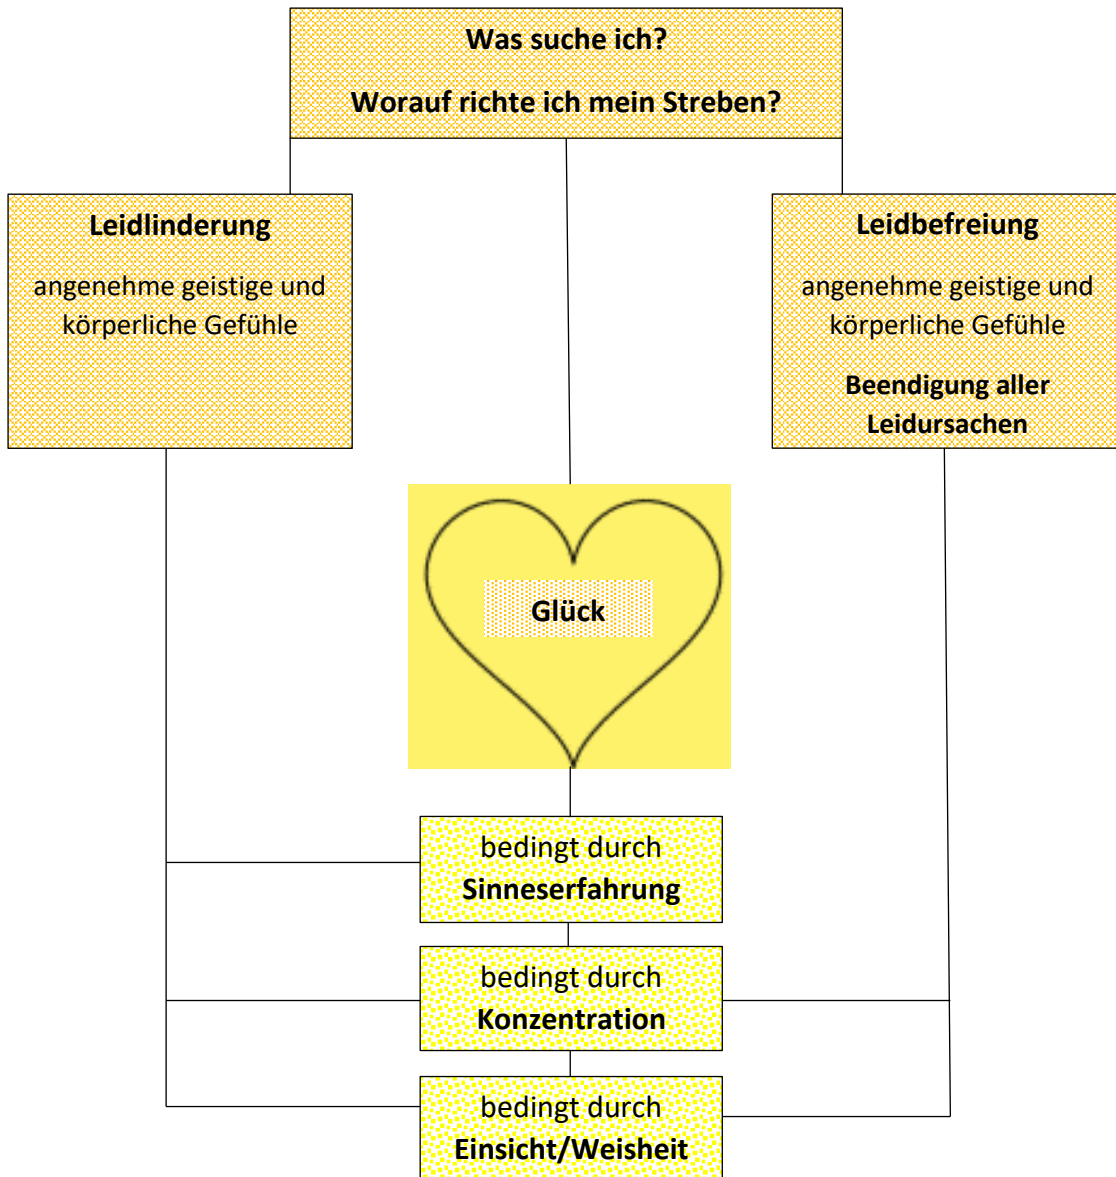 Was suche ich?
Worauf richte ich mein Streben?
Leidlinderung
angenehme geistige und
körperliche Gefühle
Leidbefreiung
angenehme geistige und
körperliche Gefühle
Beendigung aller
Leidursachen
Glück
bedingt durch
Sinneserfahrung
bedingt durch
Konzentration
bedingt durch
Einsicht/Weisheit